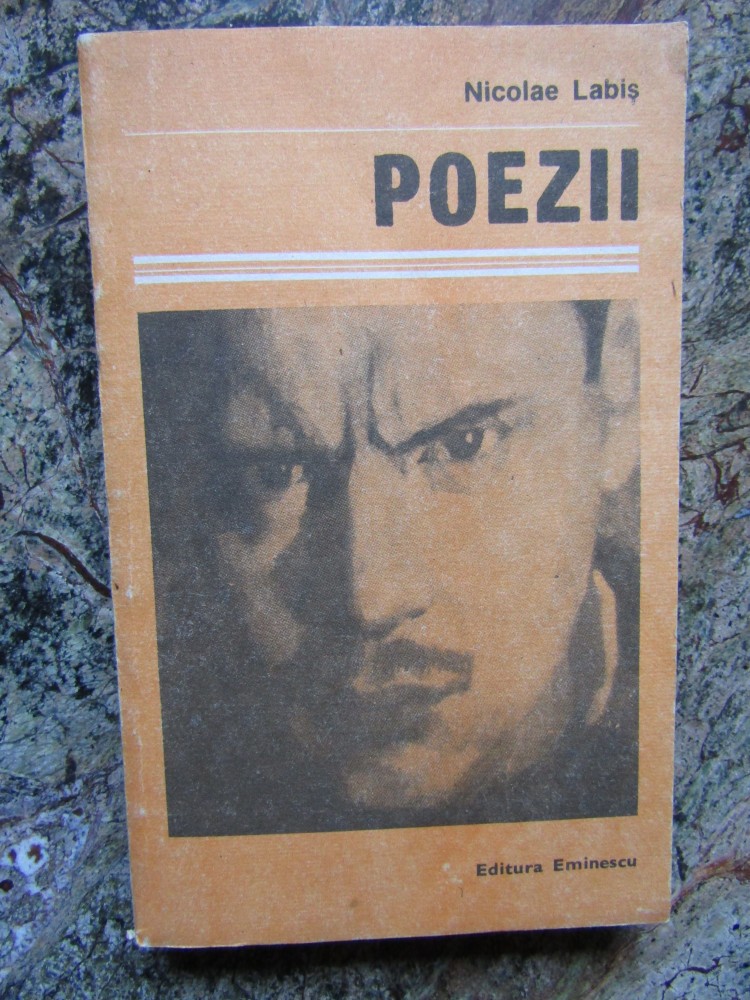 Nicolae Labiș
POEZII
Editura Eminescu